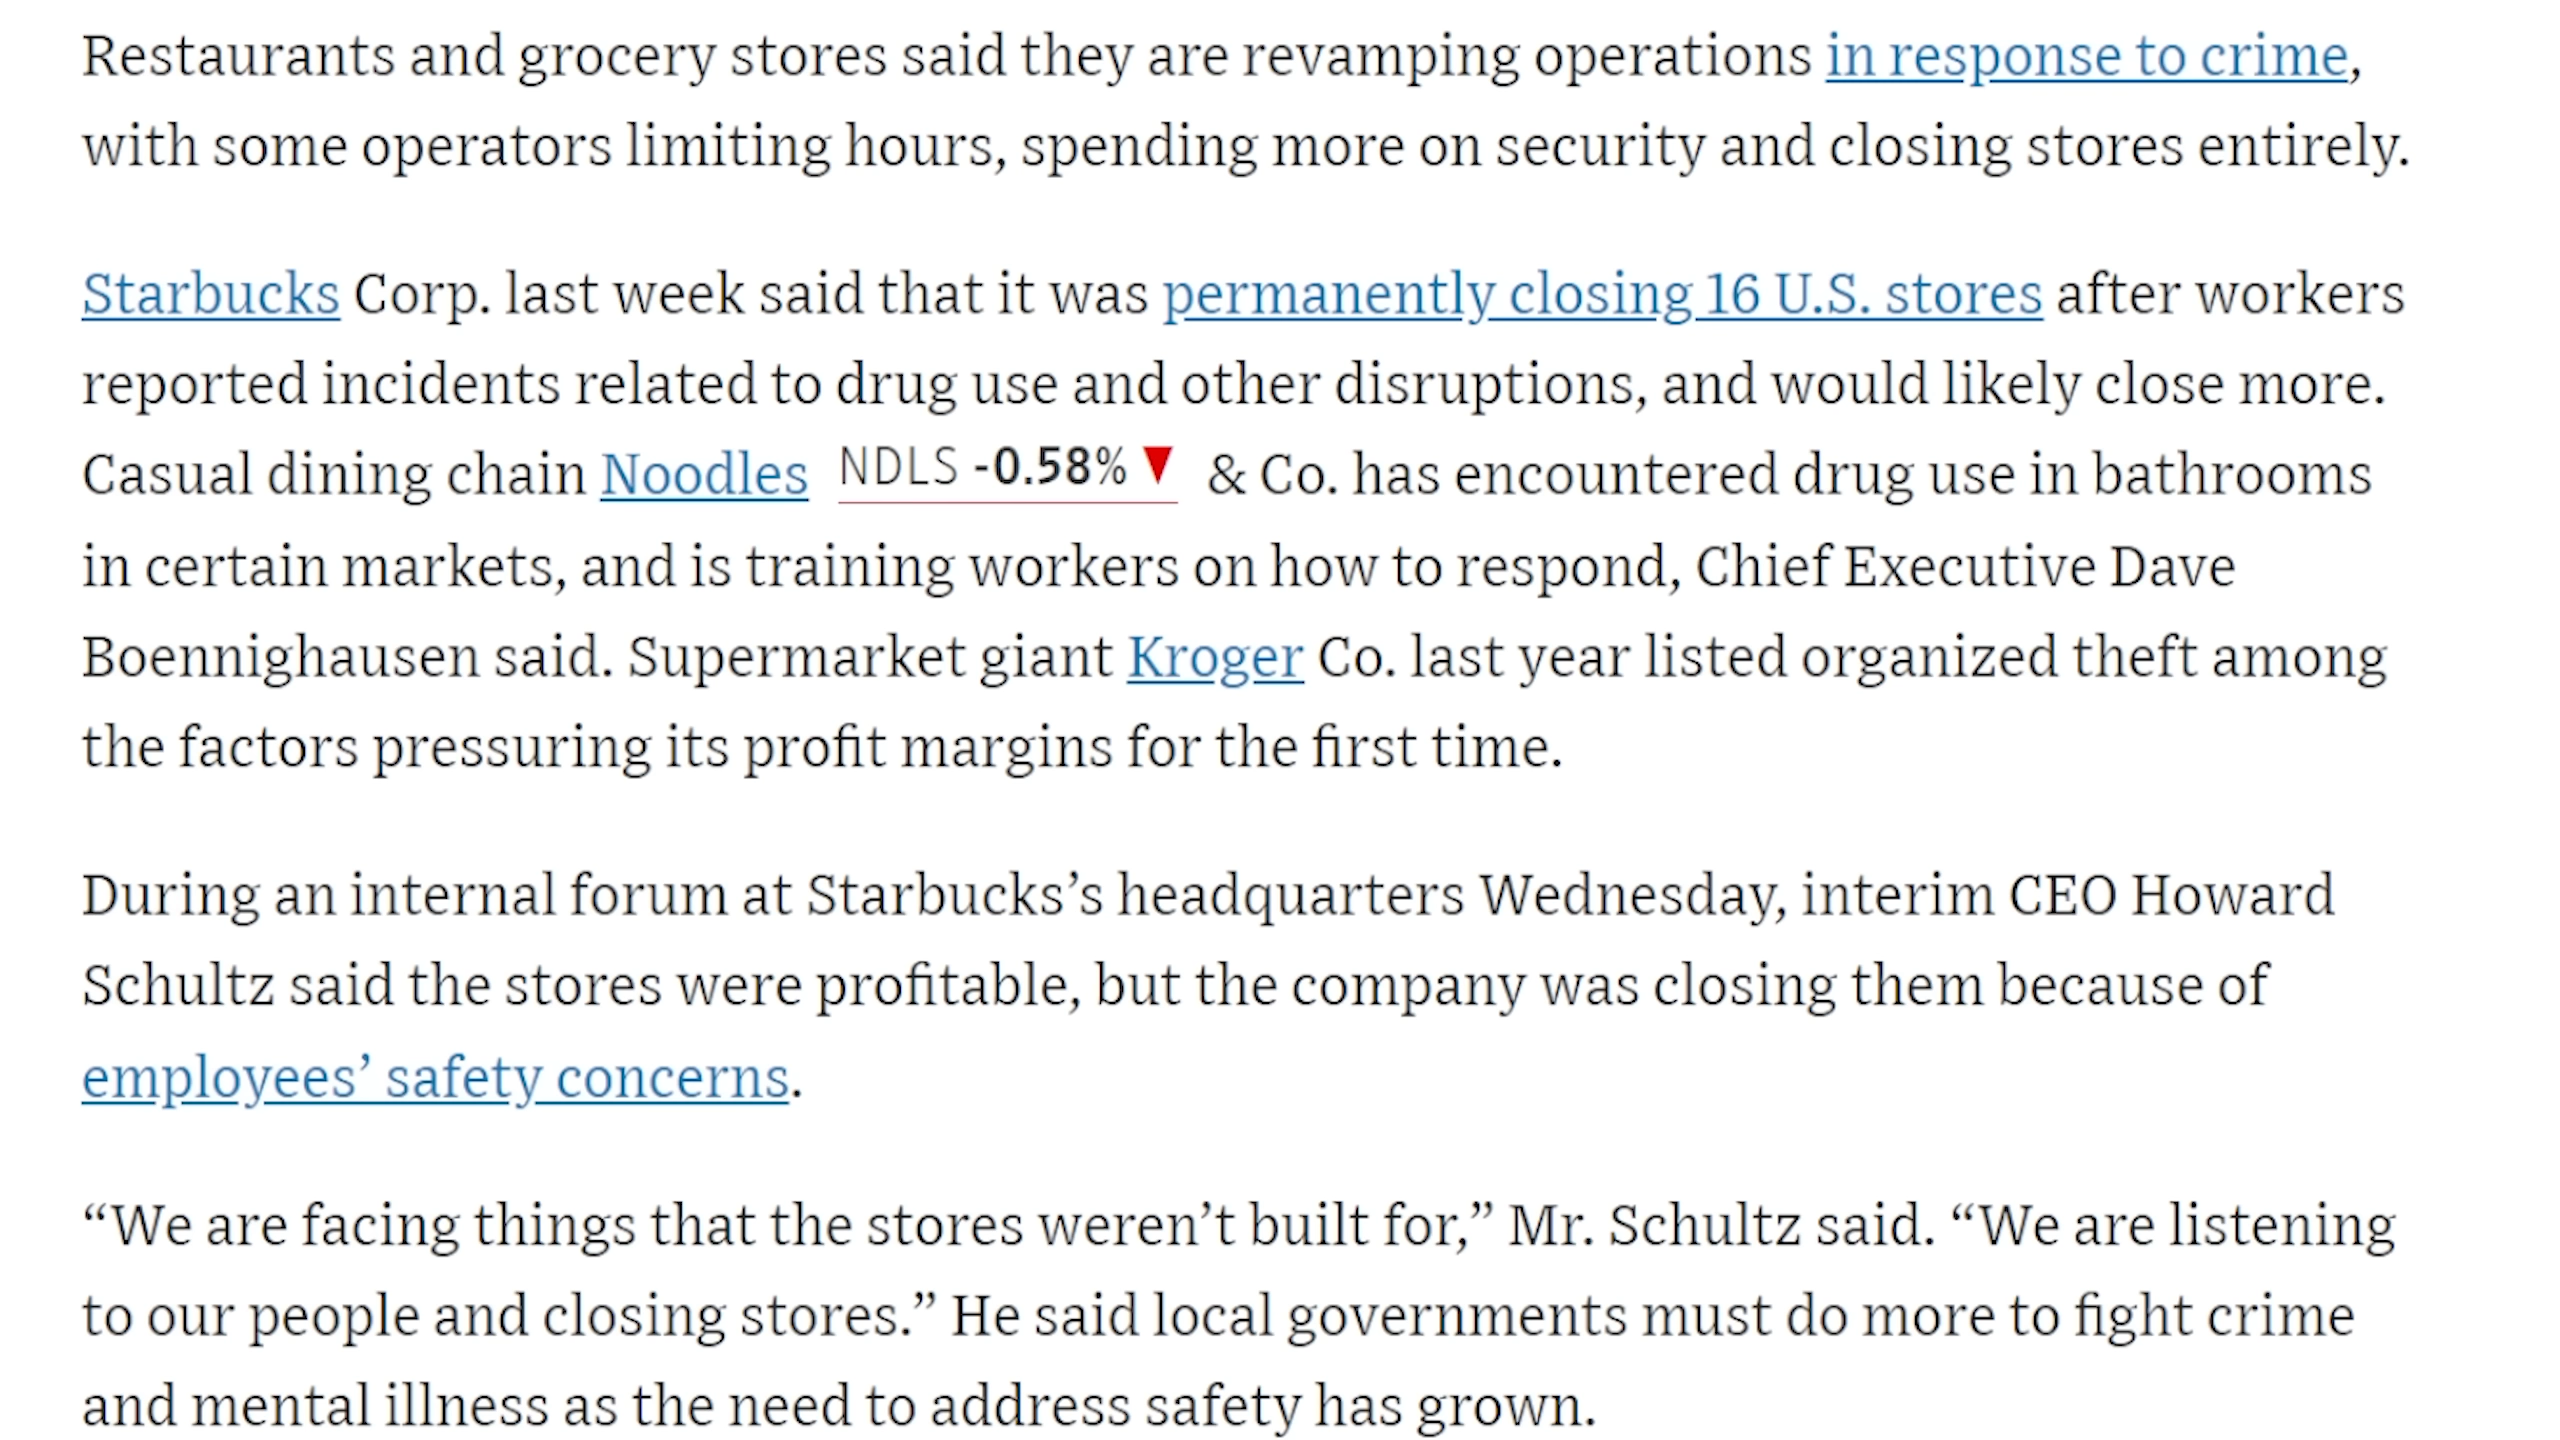 Restaurants and grocery stores said they are revamping operations in response to crime,
with some operators limiting hours, spending more on security and closing stores entirely.
Starbucks Corp. last week said that it was permanently closing 16 U.S. stores after workers
reported incidents related to drug use and other disruptions, and would likely close more.
Casual dining chain Noodles NDLS -0.58% ▼ & Co. has encountered drug use in bathrooms
in certain markets, and is training workers on how to respond, Chief Executive Dave
Boennighausen said. Supermarket giant Kroger Co. last year listed organized theft among
the factors pressuring its profit margins for the first time.
During an internal forum at Starbucks’s headquarters Wednesday, interim CEO Howard
Schultz said the stores were profitable, but the company was closing them because of
employees’ safety concerns.
“We are facing things that the stores weren’t built for,” Mr. Schultz said. “We are listening
to our people and closing stores.” He said local governments must do more to fight crime
and mental illness as the need to address safety has grown.